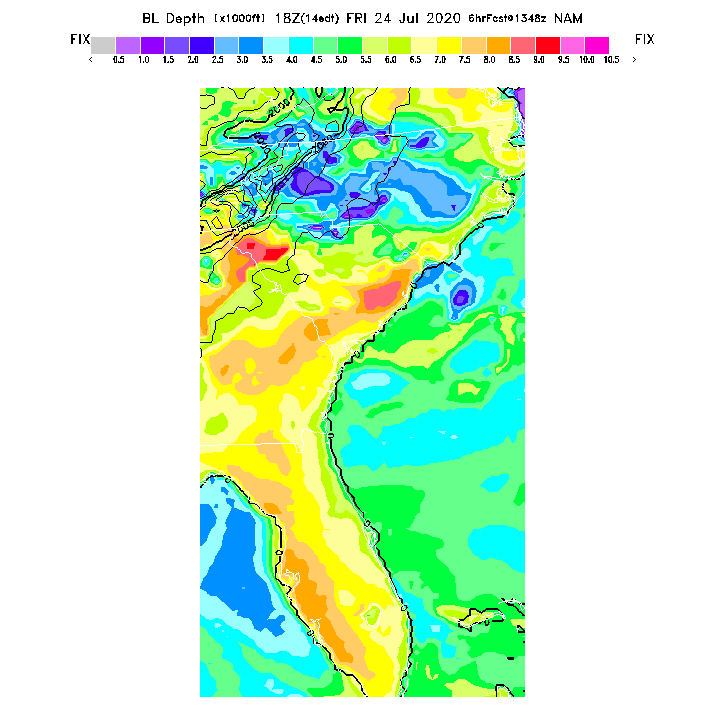 BL Depth [x1000ft] 18Z(14edt) FRI 24 Jul 2020 6hrFcst@1348z NAM
FIX FIX
< 0.5 1.0 1.5 2.0 2.5 3.0 3.5 4.0 4.5 5.0 5.5 6.0 6.5 7.0 7.5 8.0 8.5 9.0 9.5 10.0 10.5 >
2000